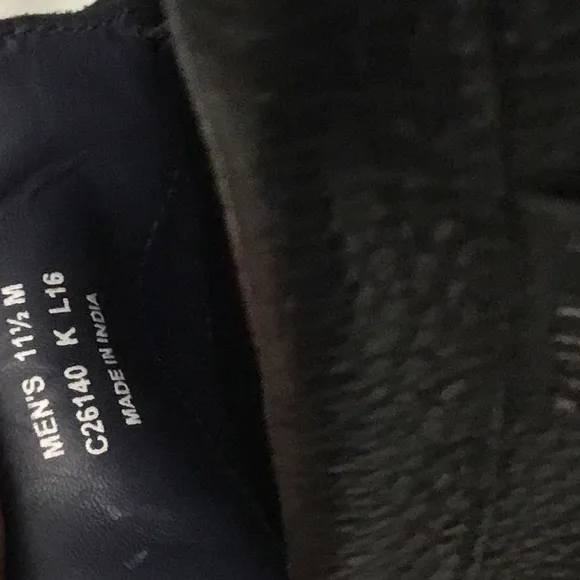 MEN'S 11½ M
C26140 K L16
MADE IN INDIA